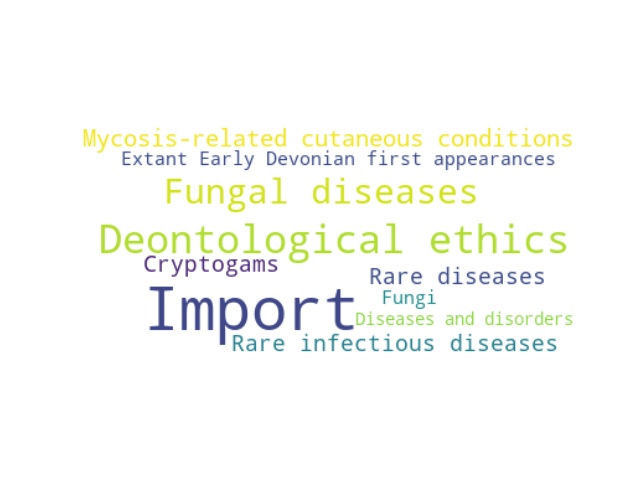 Mycosis-related cutaneous conditions
Extant Early Devonian first appearances
Fungal diseases
Deontological ethics
Cryptogams
Rare diseases
Import
Fungi
Diseases and disorders
Rare infectious diseases